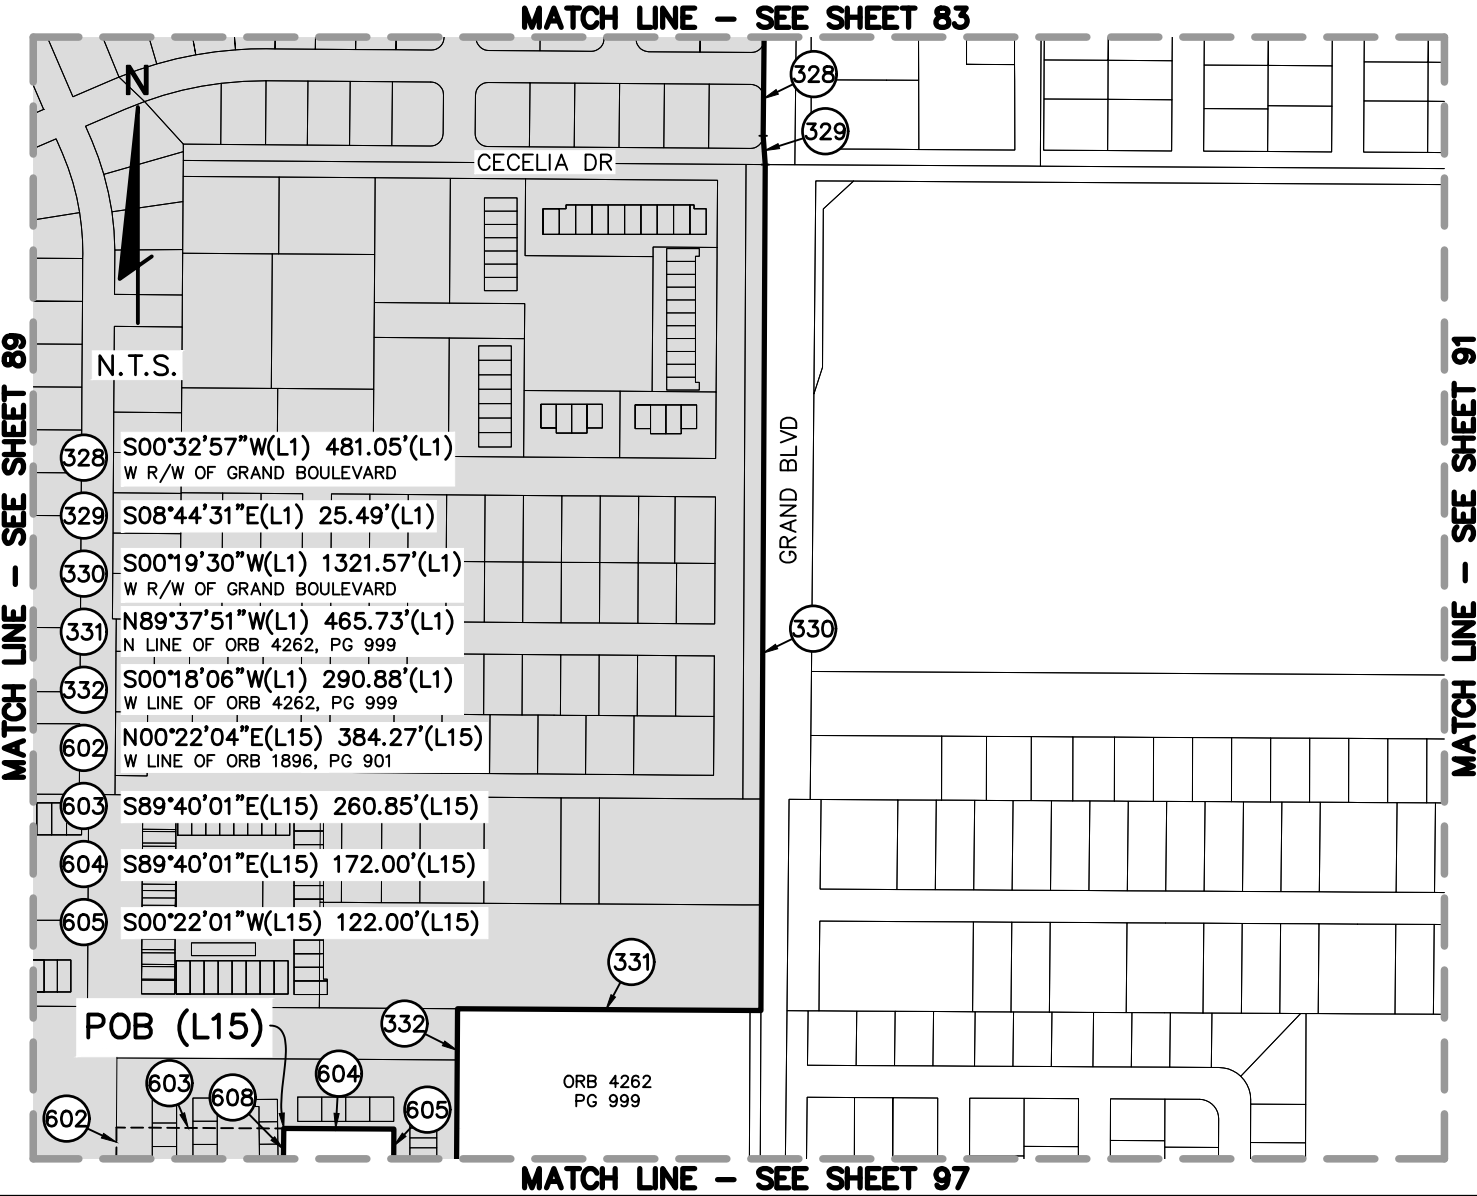 MATCH LINE – SEE SHEET 83
N
328
329
CECELIA DR
MATCH LINE – SEE SHEET 89
MATCH LINE – SEE SHEET 91
N.T.S.
GRAND BLVD
328 S00°32'57"W(L1) 481.05'(L1)
W R/W OF GRAND BOULEVARD
329 S08°44'31"E(L1) 25.49'(L1)
330 S00°19'30"W(L1) 1321.57'(L1)
W R/W OF GRAND BOULEVARD
331 N89°37'51"W(L1) 465.73'(L1)
N LINE OF ORB 4262, PG 999
330
332 S00°18'06"W(L1) 290.88'(L1)
W LINE OF ORB 4262, PG 999
602 N00°22'04"E(L15) 384.27'(L15)
W LINE OF ORB 1896, PG 901
603 S89°40'01"E(L15) 260.85'(L15)
604 S89°40'01"E(L15) 172.00'(L15)
605 S00°22'01"W(L15) 122.00'(L15)
331
POB (L15)
332
603
608
604
605
602
ORB 4262
PG 999
MATCH LINE – SEE SHEET 97